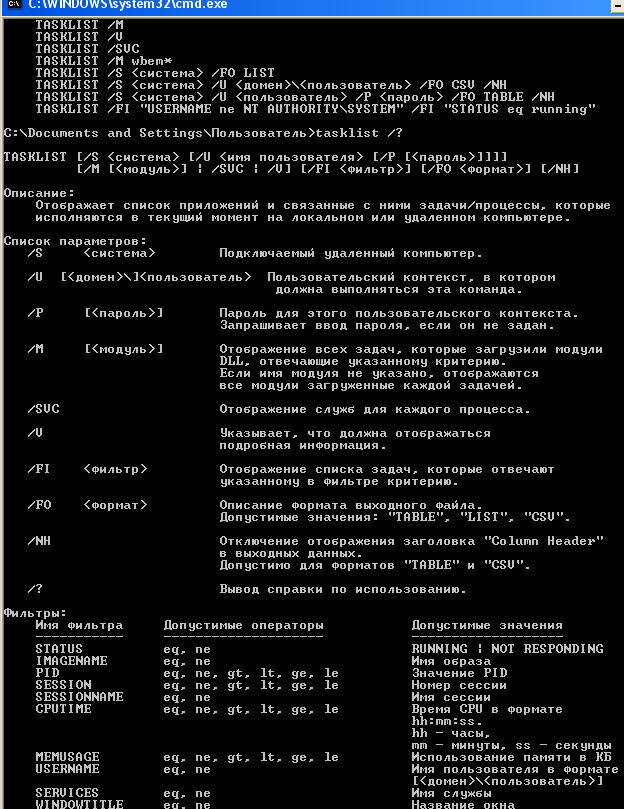 C:\WINDOWS\system32\cmd.exe
TASKLIST /M
TASKLIST /V
TASKLIST /SVC
TASKLIST /M wbem*
TASKLIST /S <система> /FO LIST
TASKLIST /S <система> /U <домен>\<пользователь> /FO CSV /NH
TASKLIST /S <система> /U <пользователь> /P <пароль> /FO TABLE /NH
TASKLIST /FI "USERNAME ne NT AUTHORITY\SYSTEM" /FI "STATUS eq running"
C:\Documents and Settings\Пользователь>tasklist /?
TASKLIST [/S <система> [/U <имя пользователя> [/P [<пароль>]]]]
[/M [<модуль>] | /SVC | /V] [/FI <фильтр>] [/FO <формат>] [/NH]
Описание:
Отображает список приложений и связанные с ними задачи/процессы, которые
исполняются в текущий момент на локальном или удаленном компьютере.
Список параметров:
/S <система> Подключаемый удаленный компьютер.
/U [<домен>\]<пользователь> Пользовательский контекст, в котором
должна выполняться эта команда.
/P [<пароль>] Пароль для этого пользовательского контекста.
Запрашивает ввод пароля, если он не задан.
/M [<модуль>] Отображение всех задач, которые загрузили модули
DLL, отвечающие указанному критерию.
Если имя модуля не указано, отображаются
все модули загруженные каждой задачей.
/SVC Отображение служб для каждого процесса.
/V Указывает, что должна отображаться
подробная информация.
/FI <фильтр> Отображение списка задач, которые отвечают
указанному в фильтре критерию.
/FO <формат> Описание формата выходного файла.
Допустимые значения: "TABLE", "LIST", "CSV".
/NH Отключение отображения заголовка "Column Header"
в выходных данных.
Допустимо для форматов "TABLE" и "CSV".
/? Вывод справки по использованию.
Фильтры:
Имя фильтра Допустимые операторы Допустимые значения
----------- -------------------- -------------------
STATUS eq, ne RUNNING | NOT RESPONDING
IMAGENAME eq, ne Имя образа
PID eq, ne, gt, lt, ge, le Значение PID
SESSION eq, ne, gt, lt, ge, le Номер сессии
SESSIONNAME eq, ne Имя сессии
CPUTIME eq, ne, gt, lt, ge, le Время CPU в формате
hh:mm:ss.
hh - часы,
mm - минуты, ss - секунды
MEMUSAGE eq, ne, gt, lt, ge, le Использование памяти в КБ
USERNAME eq, ne Имя пользователя в формате
[<домен>\<пользователь>]
SERVICES eq, ne Имя службы
WINDOWTITLE eq, ne Название окна